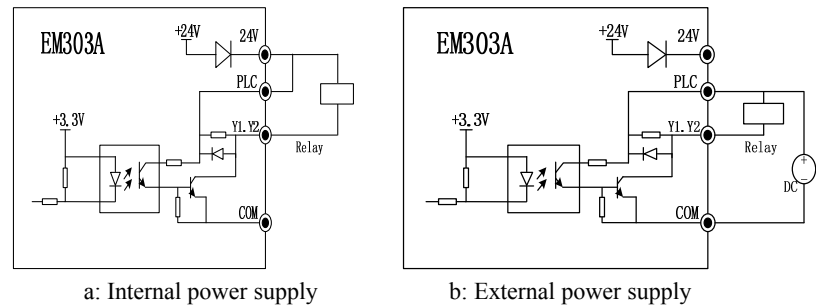 EM303A
+24V
24V
PLC
+3.3V
Y1.Y2
Relay
COM
a: Internal power supply
EM303A
+24V
24V
PLC
+3.3V
Y1.Y2
Relay
+
−
DC
COM
b: External power supply